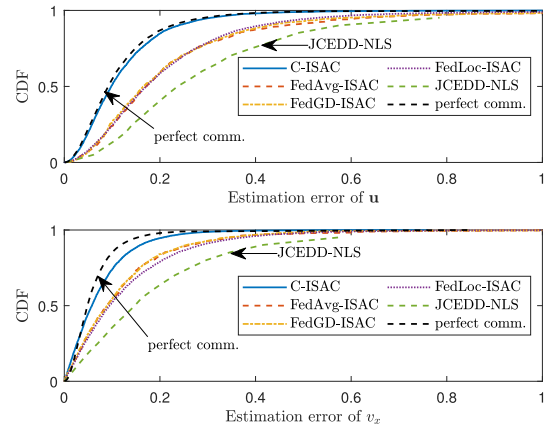 1
JCEDD-NLS
C-ISAC
FedAvg-ISAC
FedGD-ISAC
FedLoc-ISAC
JCEDD-NLS
perfect comm.
CDF
0.5
perfect comm.
0
0 0.2 0.4 0.6 0.8 1
Estimation error of u
1
JCEDD-NLS
C-ISAC
FedAvg-ISAC
FedGD-ISAC
FedLoc-ISAC
JCEDD-NLS
perfect comm.
CDF
0.5
perfect comm.
0
0 0.2 0.4 0.6 0.8 1
Estimation error of vₓ